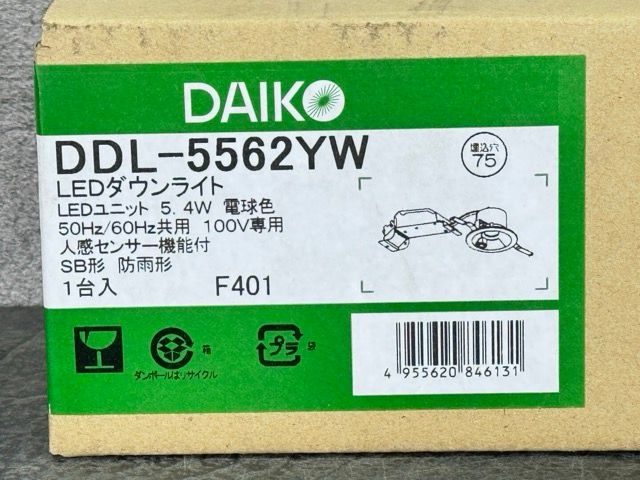 DAIKO
DDL-5562YW
LEDダウンライト
LEDユニット 5.4W 電球色
50Hz/60Hz共用 100V専用
人感センサー機能付
SB形 防雨形
1台入 F401
埋込穴
75
箱
ダンボールはリサイクル
プラ
袋
4 955620 846131